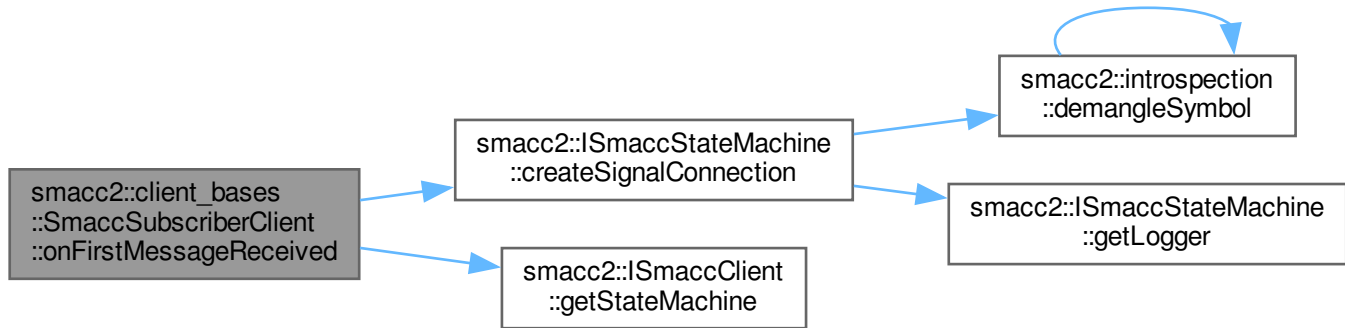 smacc2::client_bases
::SmaccSubscriberClient
::onFirstMessageReceived
smacc2::ISmaccStateMachine
::createSignalConnection
smacc2::ISmaccClient
::getStateMachine
smacc2::introspection
::demangleSymbol
smacc2::ISmaccStateMachine
::getLogger